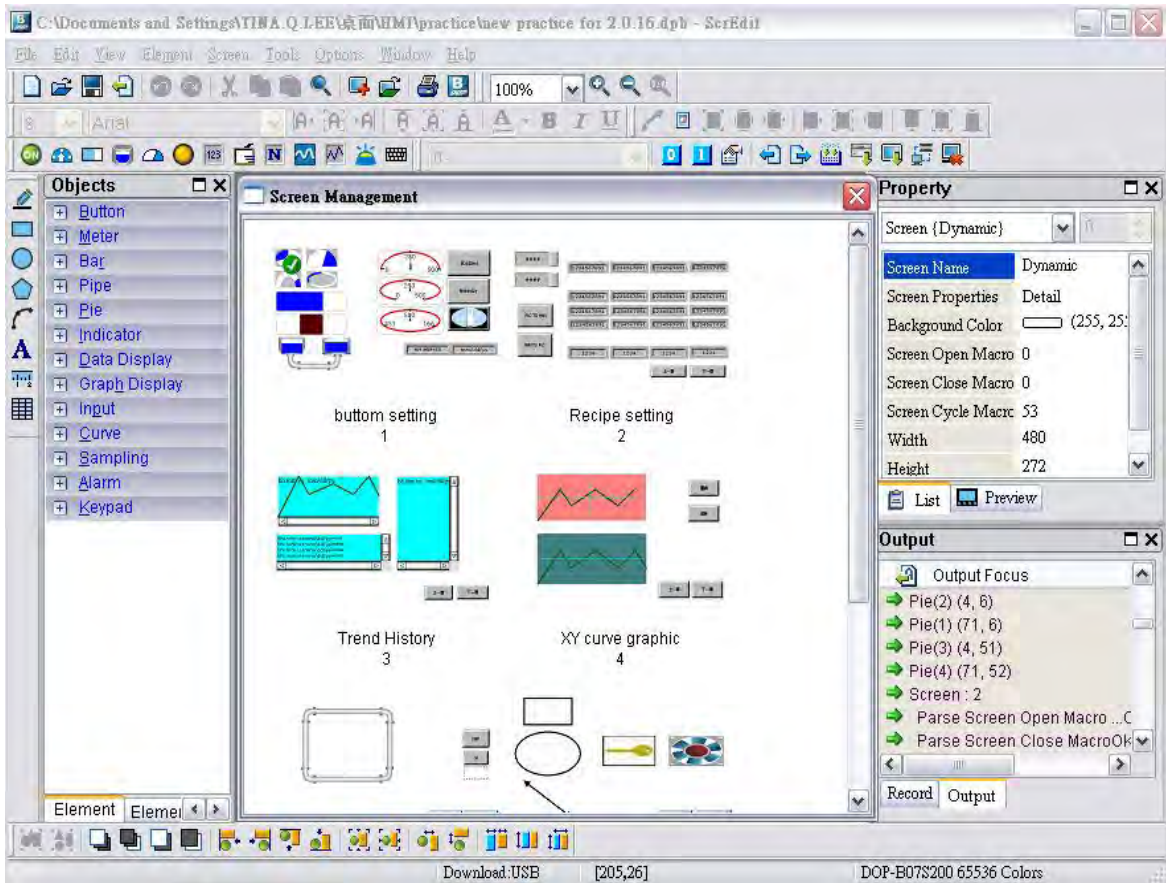 C:\Documents and Settings\TINA.Q.LEE\桌面\HMI\practice\new practice for 2.0.16.dpb - ScrEdit
File Edit View Element Screen Tools Options Window Help
100%
8 Arial
Objects
Button
Meter
Bar
Pipe
Pie
Indicator
Data Display
Graph Display
Input
Curve
Sampling
Alarm
Keypad
Element Elemei
Screen Management
buttom setting
1
Recipe setting
2
Trend History
3
XY curve graphic
4
Property
Screen {Dynamic}
Screen Name Dynamic
Screen Properties Detail
Background Color (255, 25
Screen Open Macro 0
Screen Close Macro 0
Screen Cycle Macro 53
Width 480
Height 272
List Preview
Output
Output Focus
Pie(2) (4, 6)
Pie(1) (71, 6)
Pie(3) (4, 51)
Pie(4) (71, 52)
Screen : 2
Parse Screen Open Macro ...O
Parse Screen Close MacroOk
Record Output
Download:USB [205,26] DOP-B07S200 65536 Colors